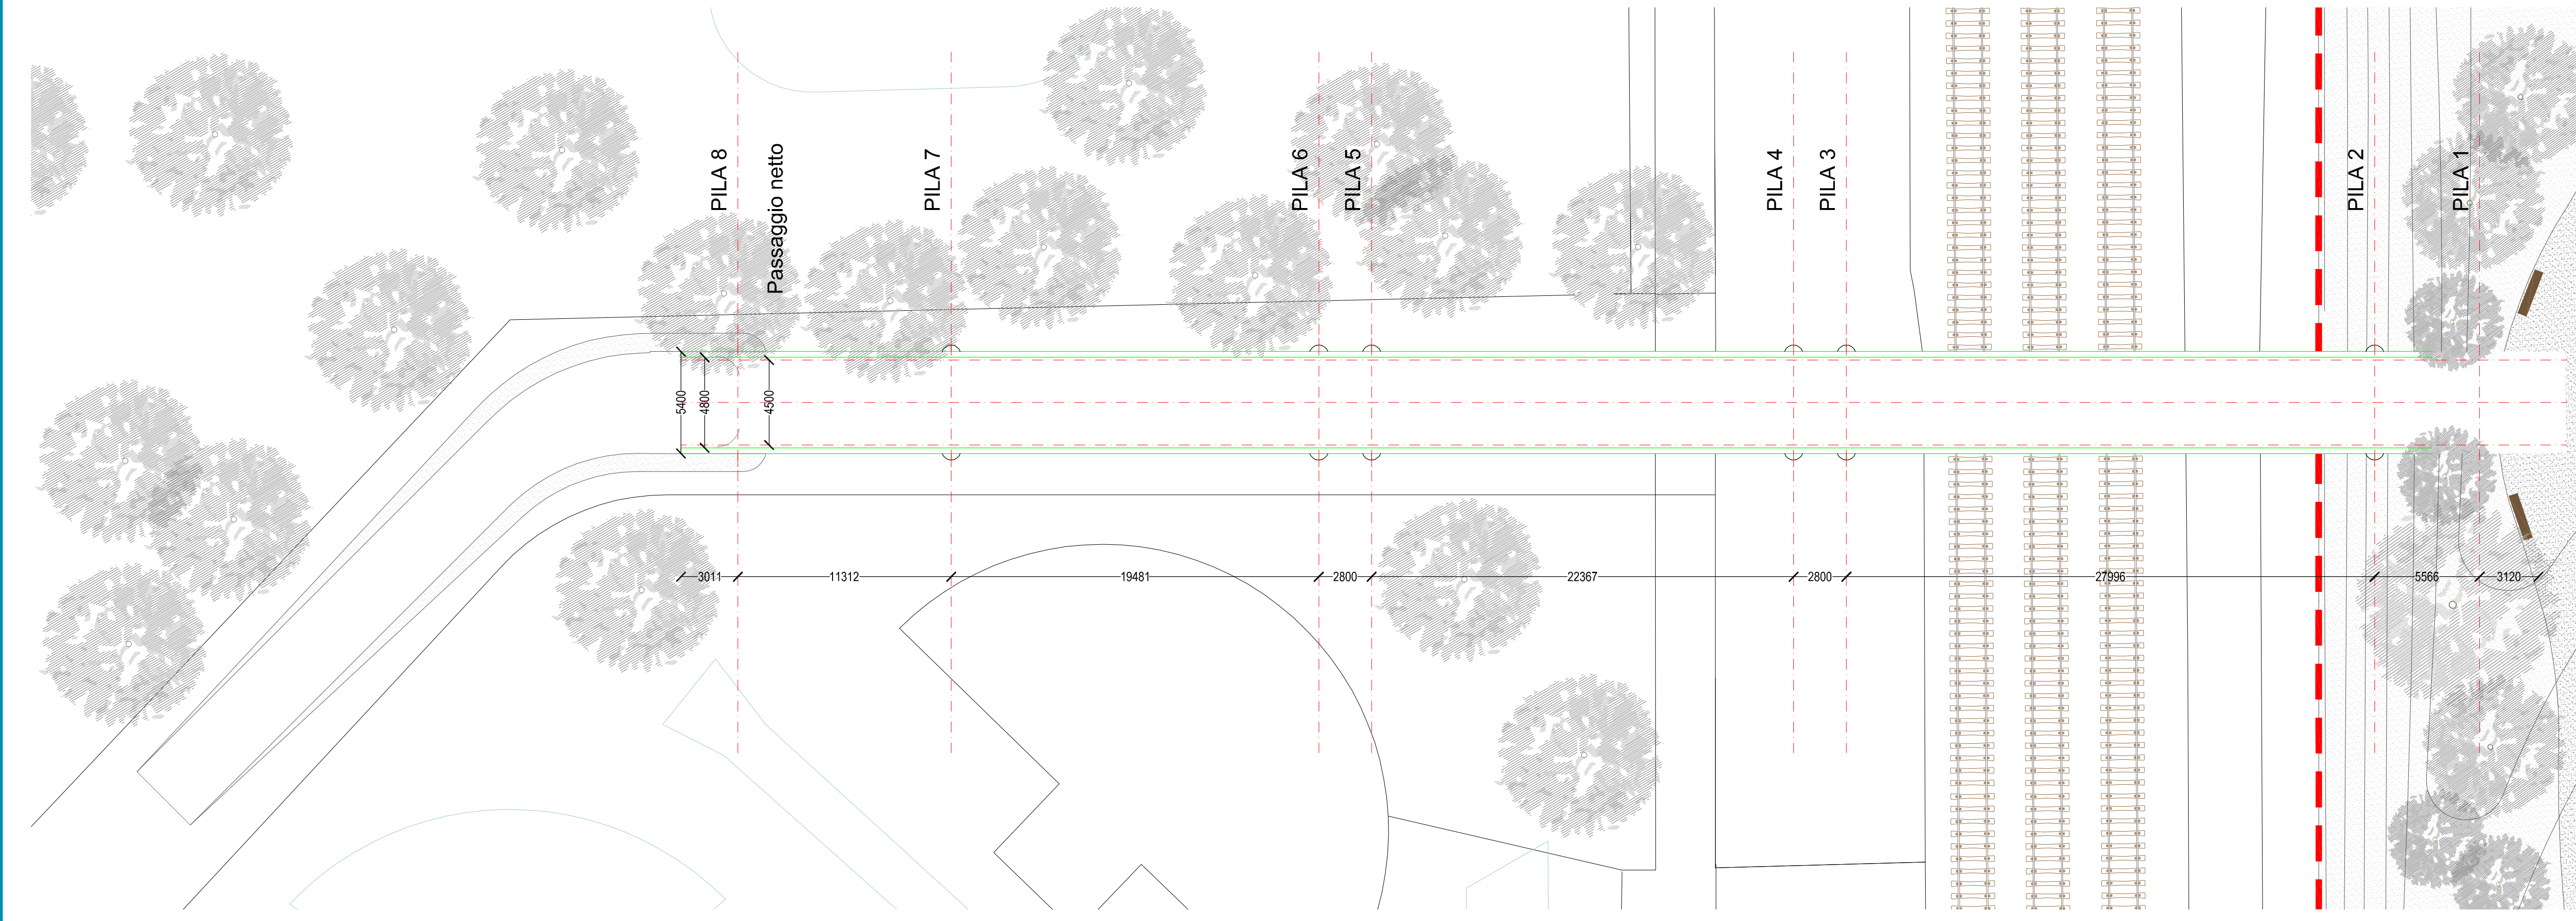 PILA 8
Passaggio netto
PILA 7
PILA 6
PILA 5
PILA 4
PILA 3
PILA 2
PILA 1
5400
4800
4500
3011
11312
19481
2800
22367
2800
27996
5566
3120